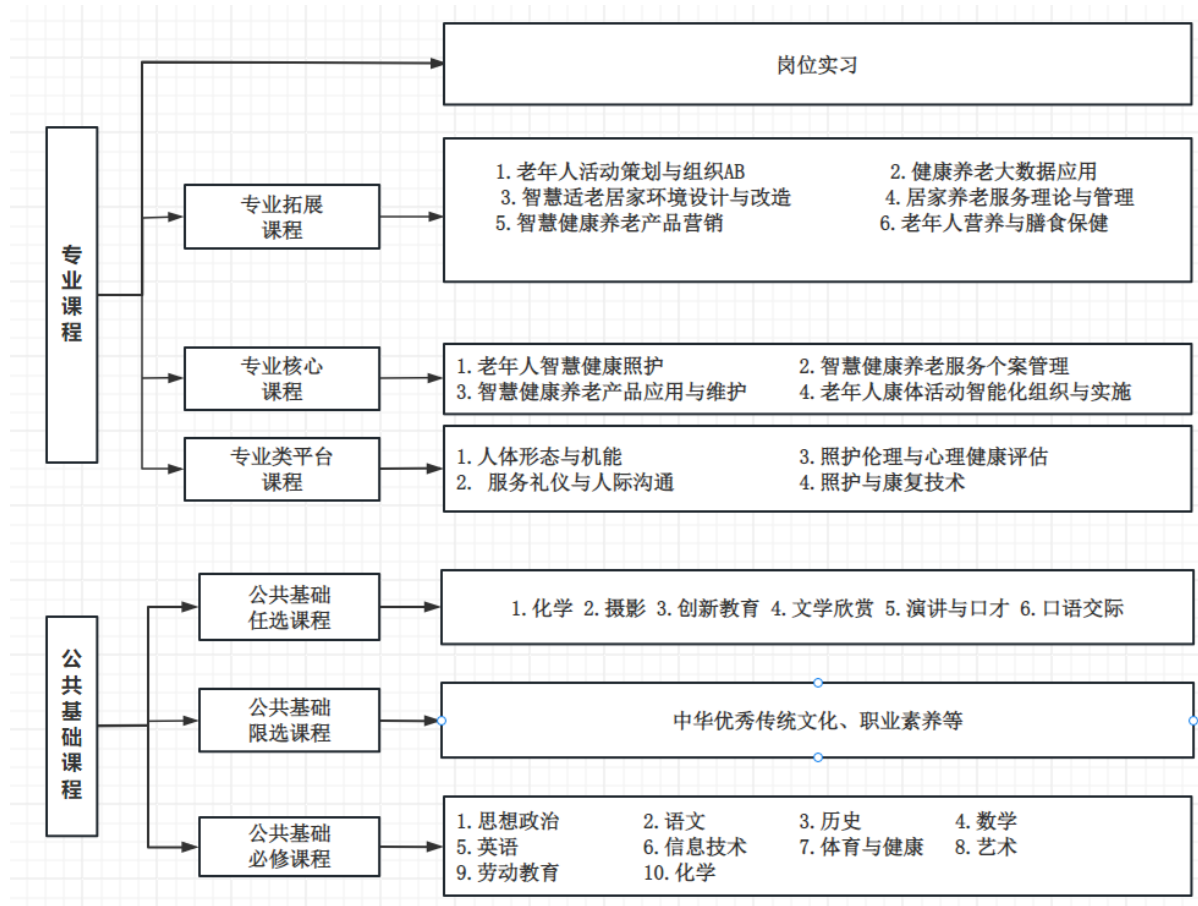 岗位实习
专业课程
专业拓展
课程
1.老年人活动策划与组织AB 2.健康养老大数据应用
3.智慧适老居家环境设计与改造 4.居家养老服务理论与管理
5.智慧健康养老产品营销 6.老年人营养与膳食保健
专业核心
课程
1.老年人智慧健康照护 2.智慧健康养老服务个案管理
3.智慧健康养老产品应用与维护 4.老年人康体活动智能化组织与实施
专业类平台
课程
1.人体形态与机能 3.照护伦理与心理健康评估
2. 服务礼仪与人际沟通 4.照护与康复技术
公共基础课程
公共基础
任选课程
1.化学 2.摄影 3.创新教育 4.文学欣赏 5.演讲与口才 6.口语交际
公共基础
限选课程
中华优秀传统文化、职业素养等
公共基础
必修课程
1.思想政治 2.语文 3.历史 4.数学
5.英语 6.信息技术 7.体育与健康 8.艺术
9.劳动教育 10.化学